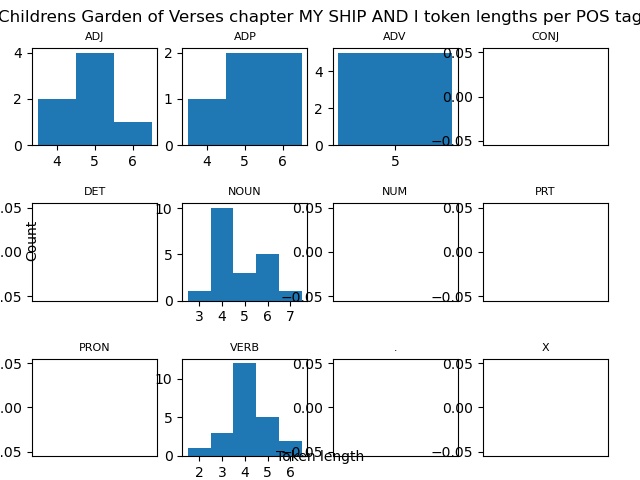 Childrens Garden of Verses chapter MY SHIP AND I token lengths per POS tag
ADJ ADP ADV CONJ
4 2 0 4 5 6
2 1 0 4 5 6
4 2 0 5
0.05 0.00 −0.05
DET NOUN NUM PRT
.05 .00 .05
10 5 0 3 4 5 6 7
−0.05 0.00 0.05
0.05 0.00 −0.05
Count
PRON VERB . X
.05 .00 .05
10 5 0 2 3 4 5 6
0.05 0.00 −0.05
0.05 0.00 −0.05
Token length